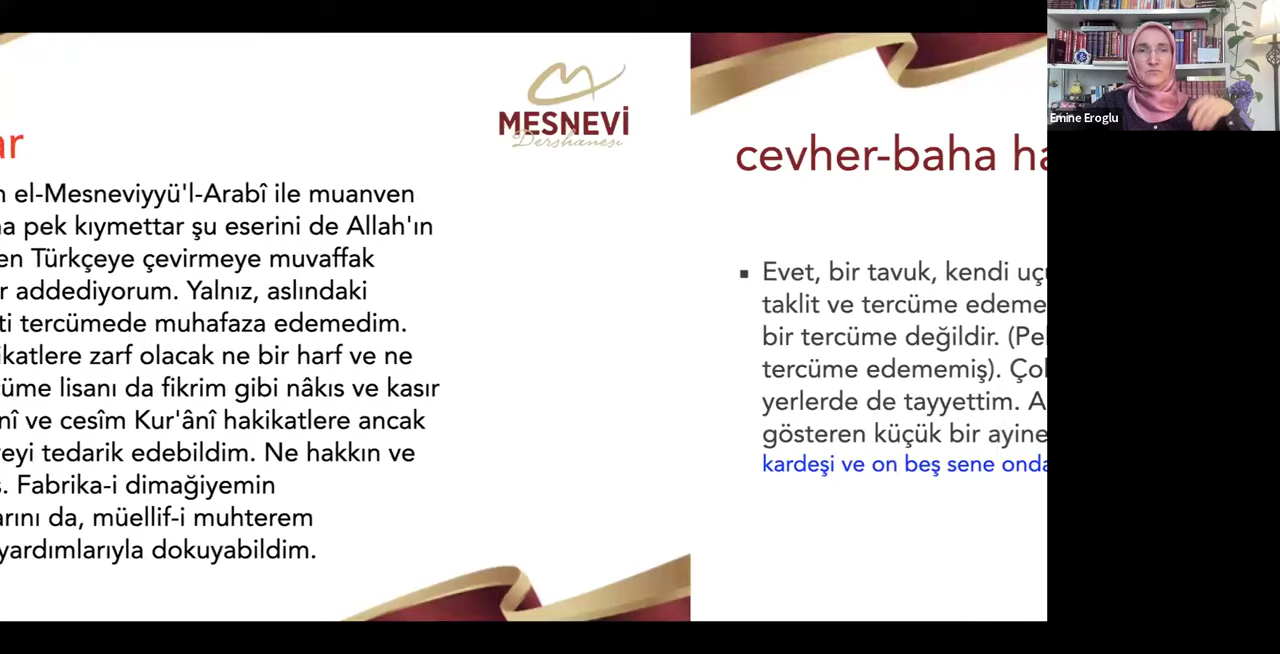 MESNEVİ
Dershanesi
ar
n el-Mesneviyyü'l-Arabî ile muanven
na pek kıymettar şu eserini de Allah'ın
en Türkçeye çevirmeye muvaffak
r addediyorum. Yalnız, aslındaki
ti tercümede muhafaza edemedim.
ikatlere zarf olacak ne bir harf ve ne
üme lisanı da fikrim gibi nâkıs ve kasır
nî ve cesîm Kur'ânî hakikatlere ancak
eyi tedarik edebildim. Ne hakkın ve
s. Fabrika-i dimağiyemin
arını da, müellif-i muhterem
yardımlarıyla dokuyabildim.
cevher-baha ha
▪ Evet, bir tavuk, kendi uçu
taklit ve tercüme edeme
bir tercüme değildir. (Pe
tercüme edememiş). Ço
yerlerde de tayyettim. A
gösteren küçük bir ayine
kardeşi ve on beş sene onda
Emine Eroglu